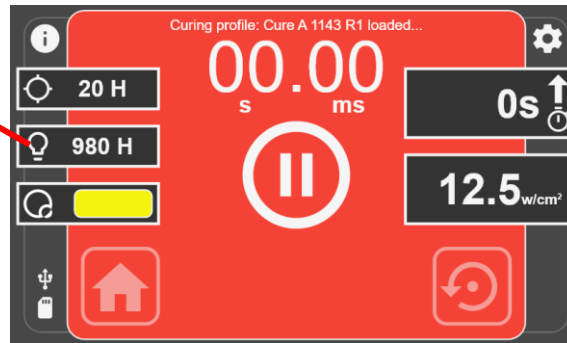 Curing profile: Cure A 1143 R1 loaded...
00.00
s ms
20 H
980 H
0s
12.5w/cm²